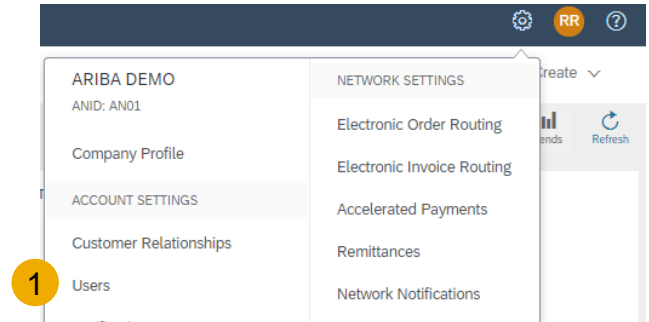 RR
ARIBA DEMO
ANID: AN01
Company Profile
ACCOUNT SETTINGS
Customer Relationships
1
Users
NETWORK SETTINGS
Electronic Order Routing
Electronic Invoice Routing
Accelerated Payments
Remittances
Network Notifications
Create
ends
Refresh